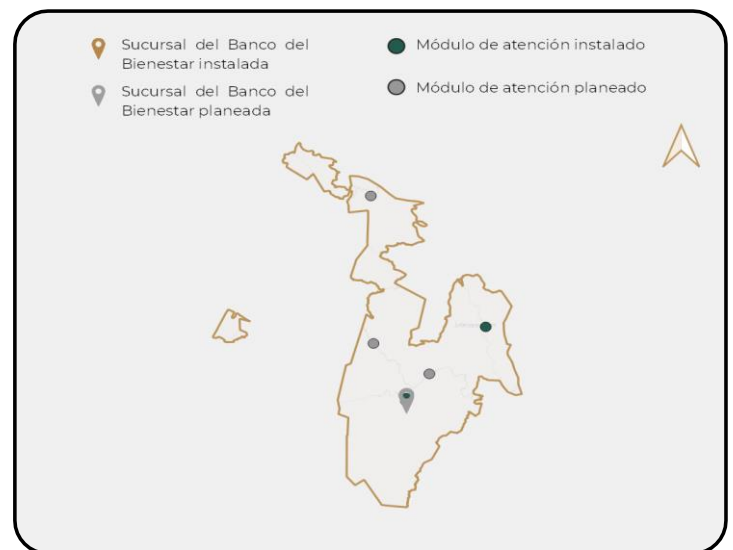 Sucursal del Banco del
Bienestar instalada
Sucursal del Banco del
Bienestar planeada
Módulo de atención instalado
Módulo de atención planeado